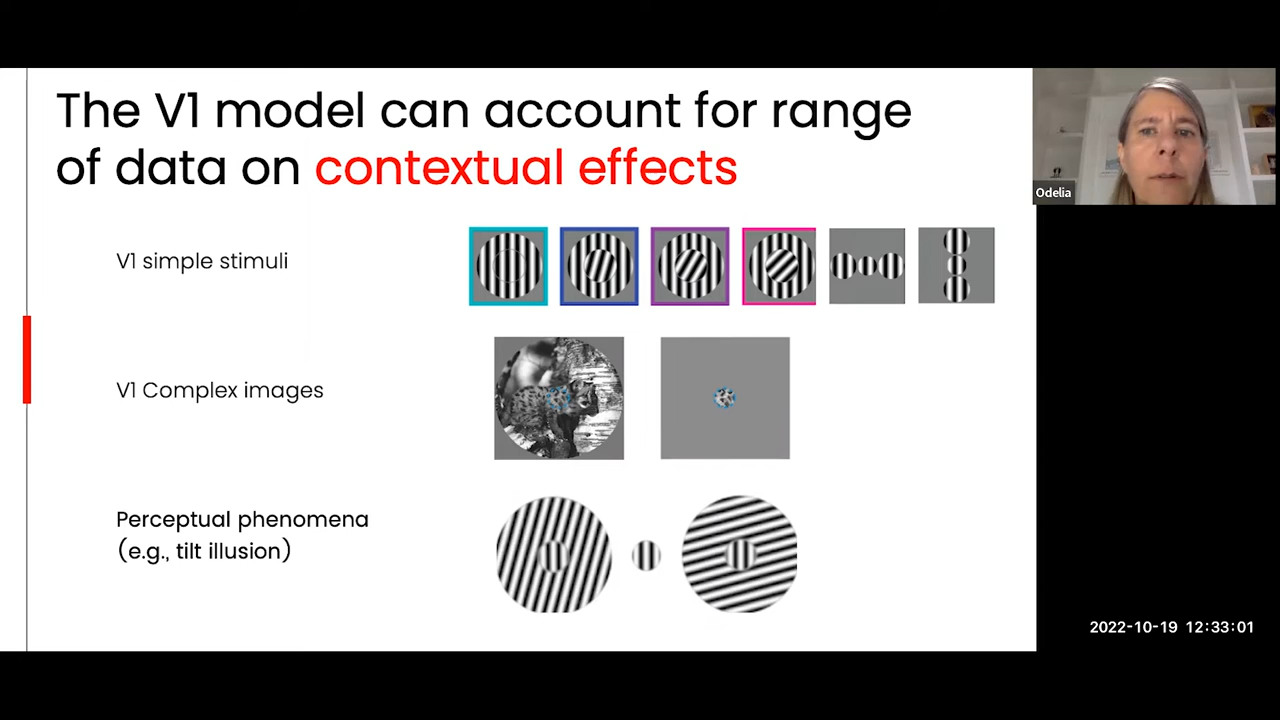 The V1 model can account for range
of data on contextual effects
Odelia
V1 simple stimuli
V1 Complex images
Perceptual phenomena
(e.g., tilt illusion)
2022-10-19 12:33:01